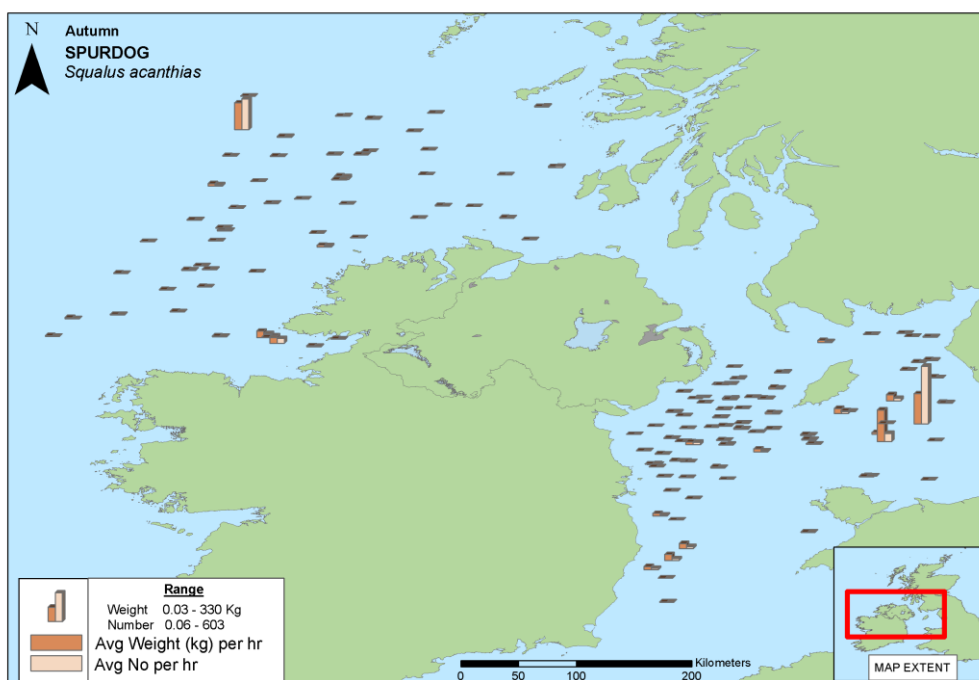 N
Autumn
SPURDOG
Squalus acanthias
Range
Weight 0.03 - 330 Kg
Number 0.06 - 603
Avg Weight (kg) per hr
Avg No per hr
Kilometers
0 50 100 200
MAP EXTENT